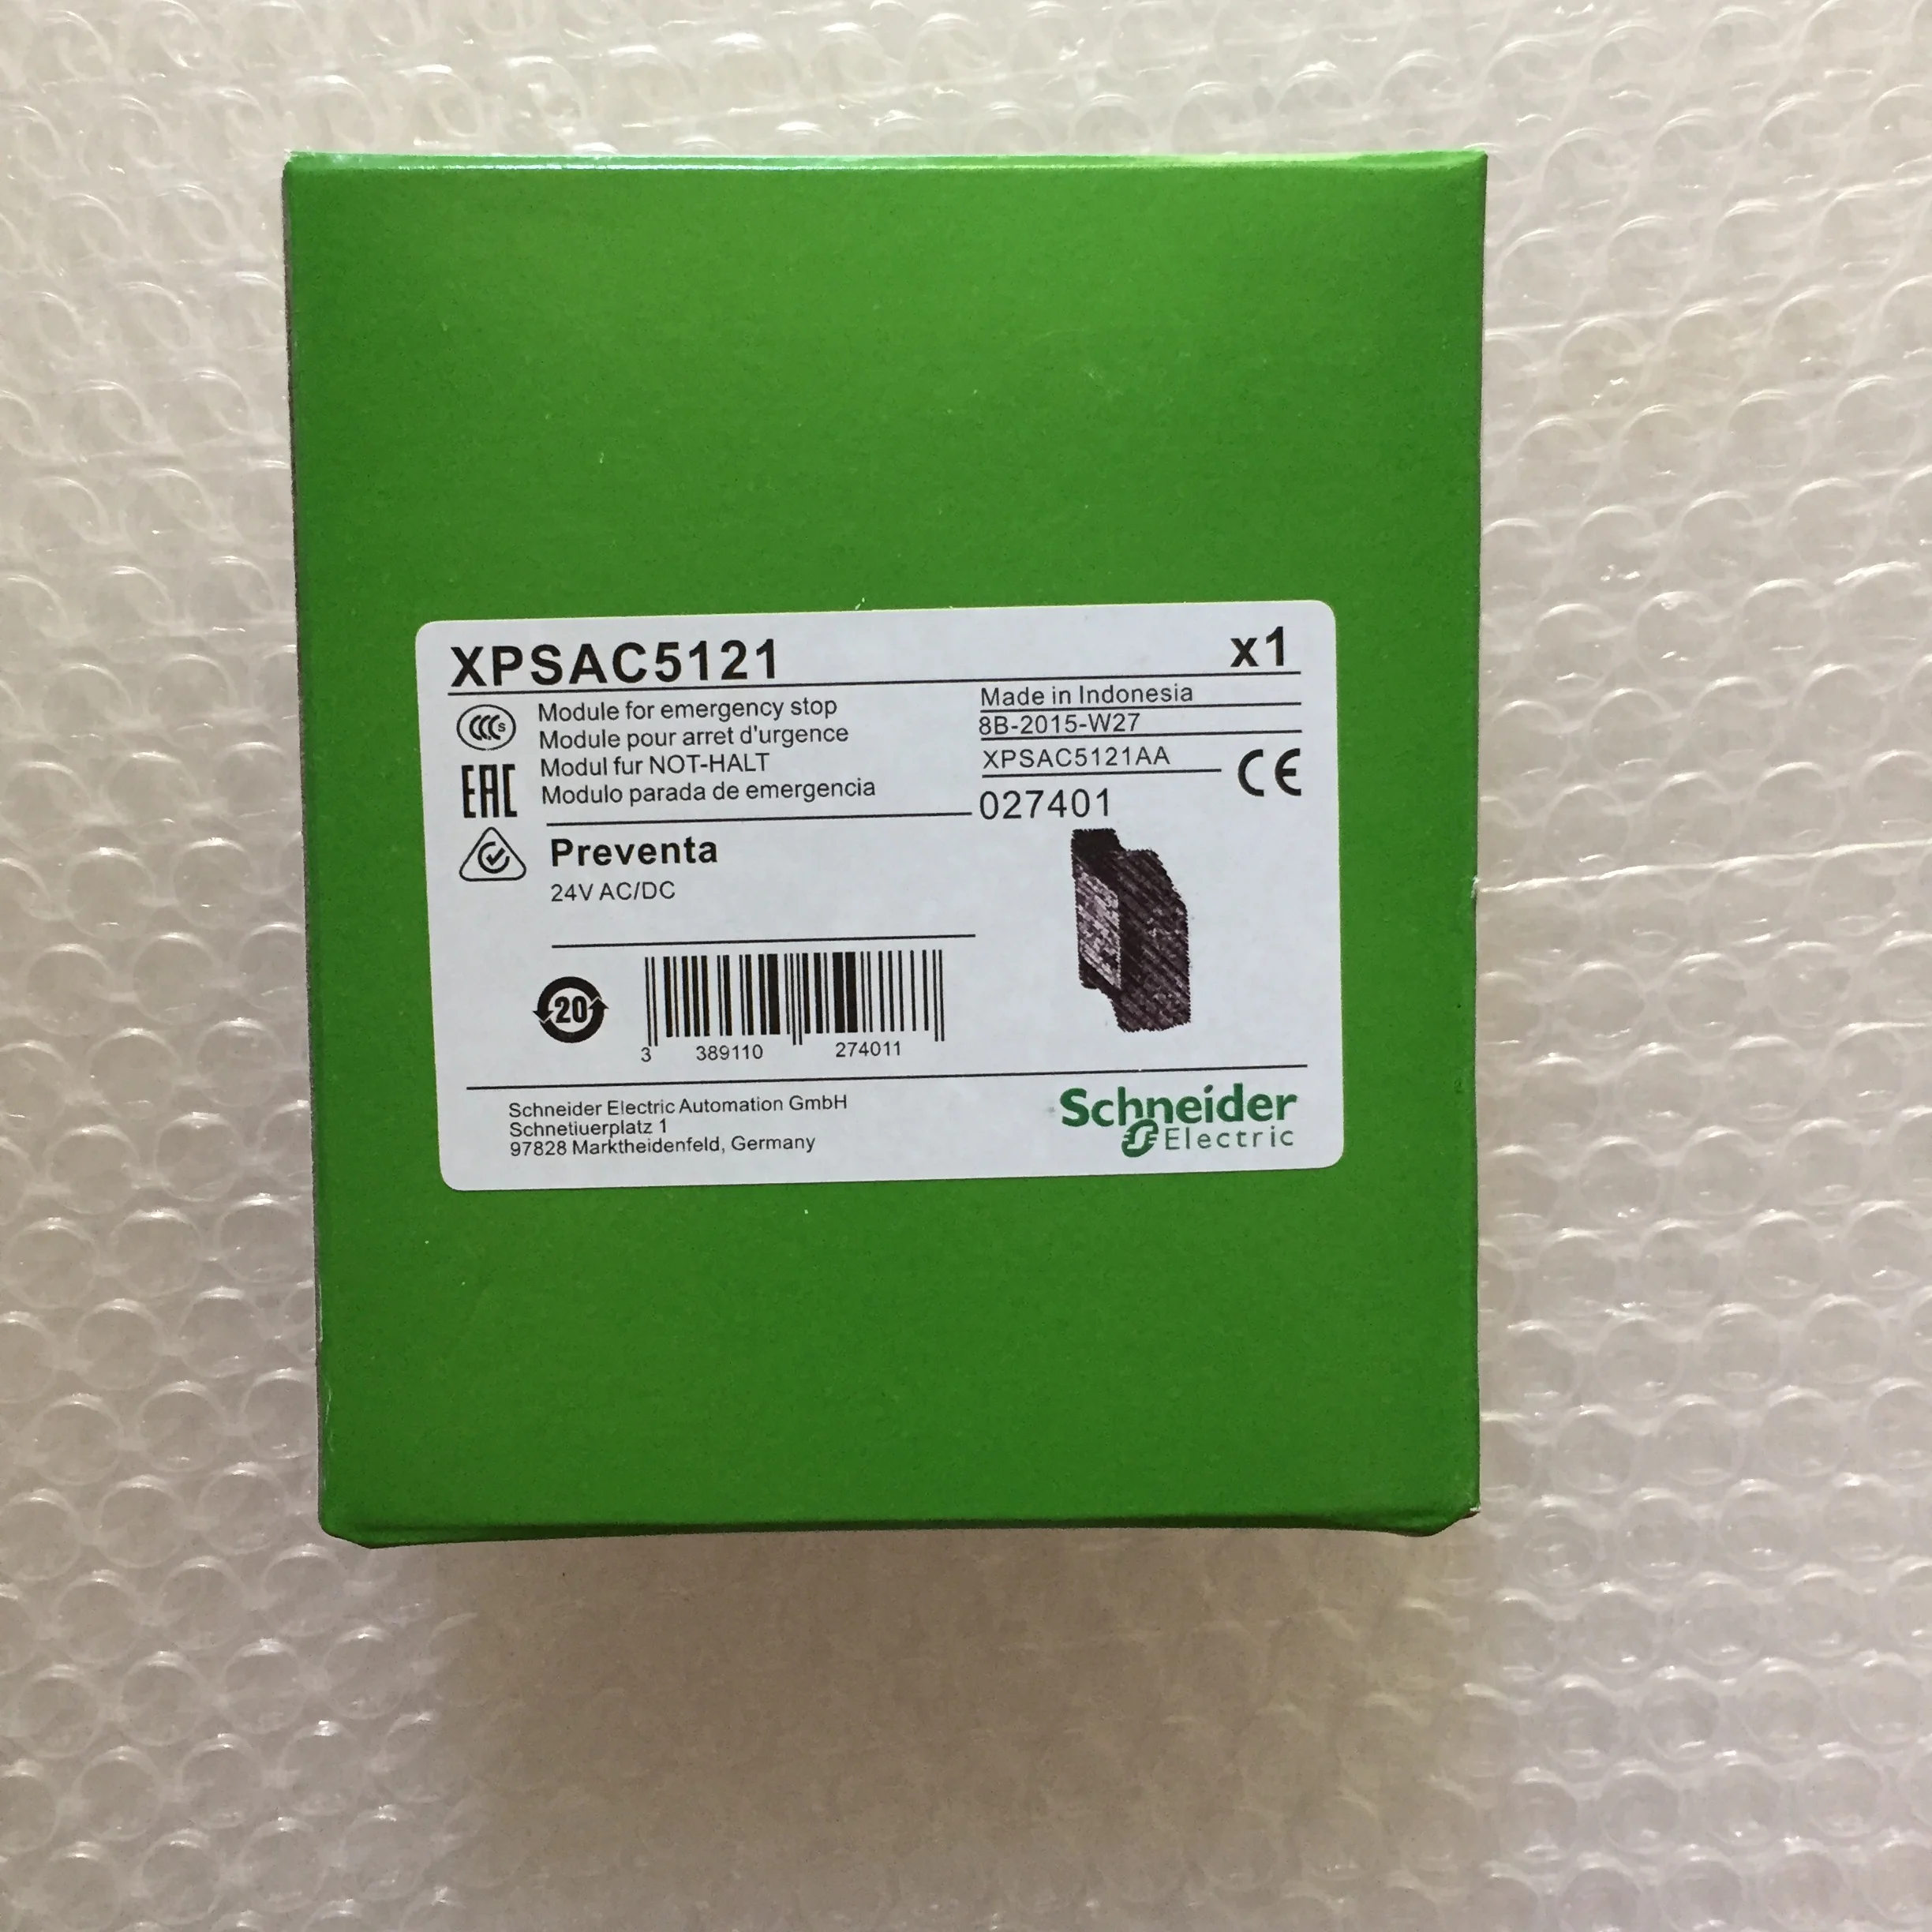 XPSAC5121 x1
Module for emergency stop
Module pour arret d'urgence
Modul fur NOT-HALT
Modulo parada de emergencia
Made in Indonesia
8B-2015-W27
XPSAC5121AA
027401
CCC S
EAC
CE
Preventa
24V AC/DC
20
3 389110 274011
Schneider Electric Automation GmbH
Schnetiuerplatz 1
97828 Marktheidenfeld, Germany
Schneider
Electric